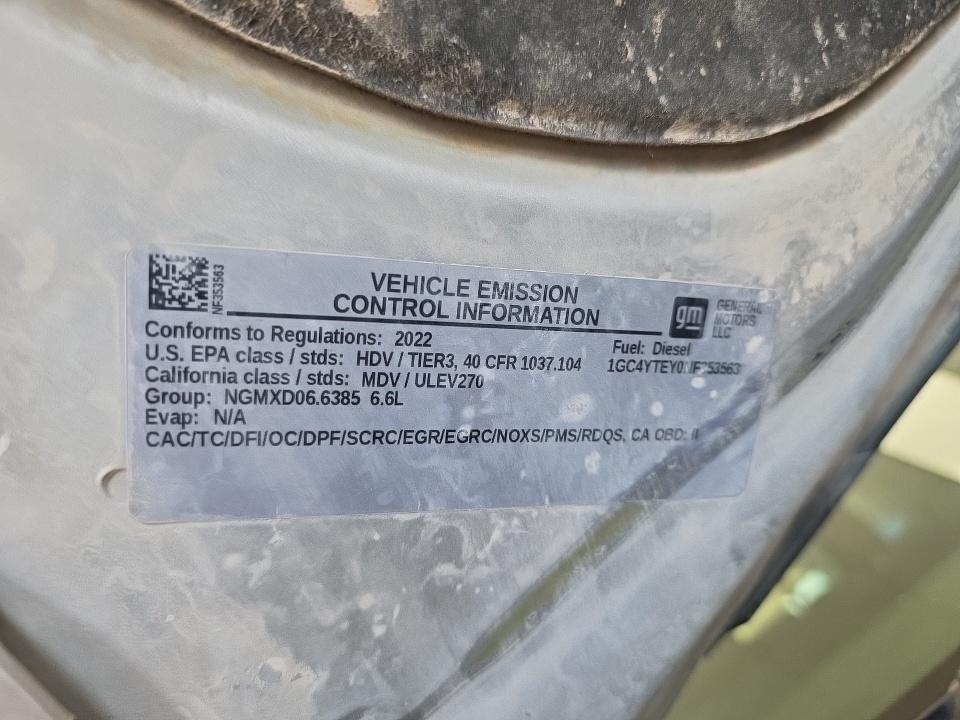 NF353563
VEHICLE EMISSION
CONTROL INFORMATION
gm GENERAL
MOTORS
LLC
Conforms to Regulations: 2022
Fuel: Diesel
U.S. EPA class / stds: HDV / TIER3, 40 CFR 1037.104
California class / stds: MDV / ULEV270
Group: NGMXD06.6385 6.6L
Evap: N/A
CAC/TC/DFI/OC/DPF/SCRC/EGR/EGRC/NOXS/PMS/RDQS, CA OBD: II